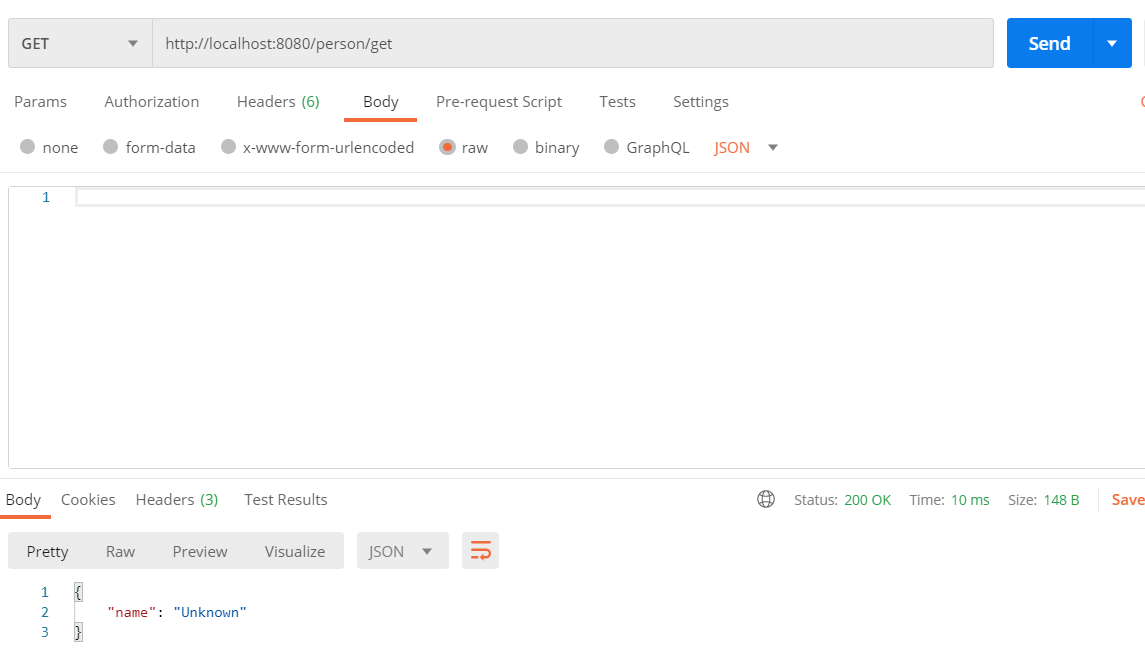 GET http://localhost:8080/person/get Send
Params Authorization Headers (6) Body Pre-request Script Tests Settings
none form-data x-www-form-urlencoded raw binary GraphQL JSON
1
Body Cookies Headers (3) Test Results Status: 200 OK Time: 10 ms Size: 148 B Save
Pretty Raw Preview Visualize JSON
1 {
2 "name": "Unknown"
3 }